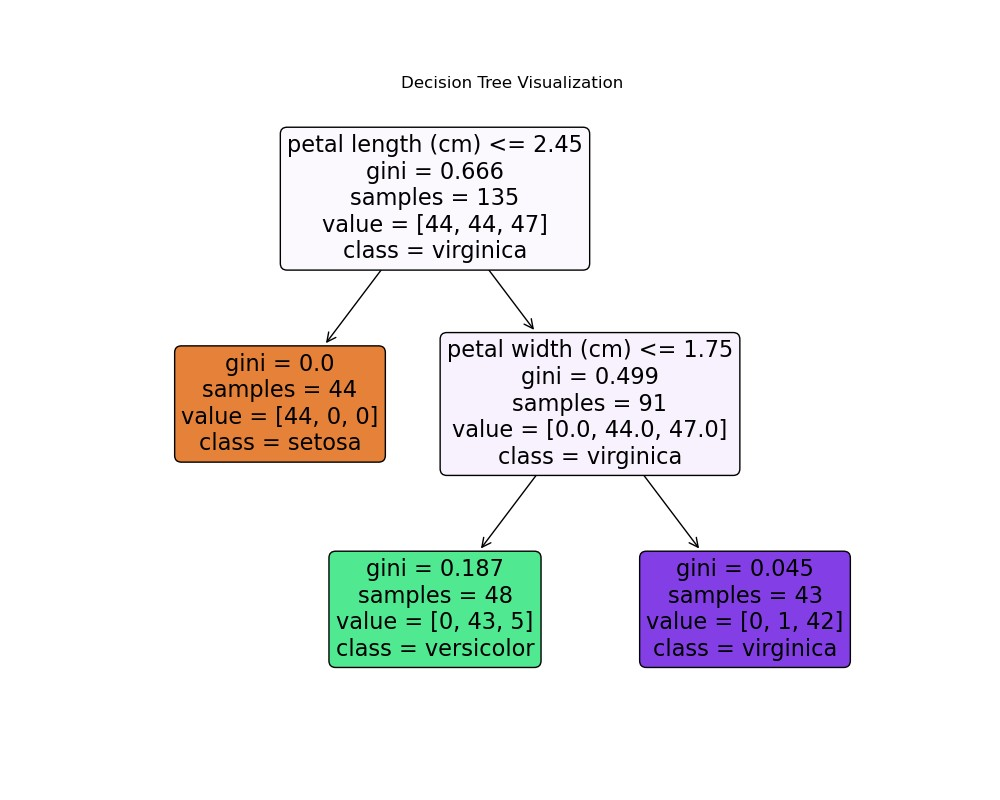 Decision Tree Visualization
petal length (cm) <= 2.45
gini = 0.666
samples = 135
value = [44, 44, 47]
class = virginica
gini = 0.0
samples = 44
value = [44, 0, 0]
class = setosa
petal width (cm) <= 1.75
gini = 0.499
samples = 91
value = [0.0, 44.0, 47.0]
class = virginica
gini = 0.187
samples = 48
value = [0, 43, 5]
class = versicolor
gini = 0.045
samples = 43
value = [0, 1, 42]
class = virginica